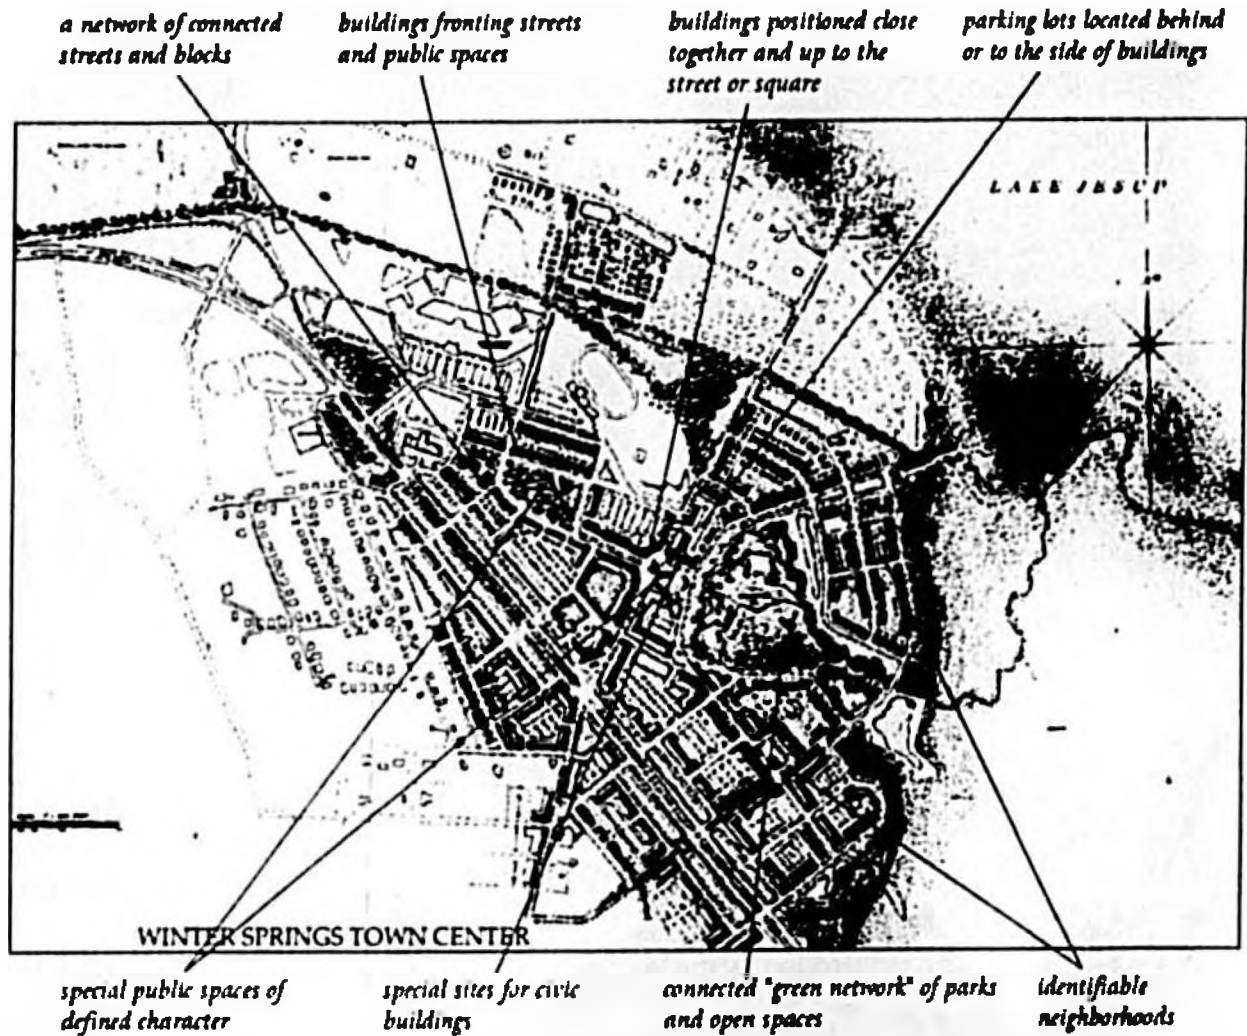 a network of connected
streets and blocks
buildings fronting streets
and public spaces
buildings positioned close
together and up to the
street or square
parking lots located behind
or to the side of buildings
LAKE JESUP
WINTER SPRINGS TOWN CENTER
special public spaces of
defined character
special sites for civic
buildings
connected "green network" of parks
and open spaces
identifiable
neighborhoods